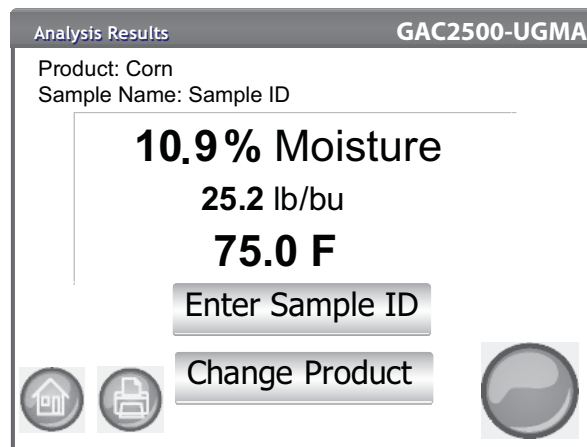 Analysis Results GAC2500-UGMA
Product: Corn
Sample Name: Sample ID
10.9% Moisture
25.2 lb/bu
75.0 F
Enter Sample ID
Change Product